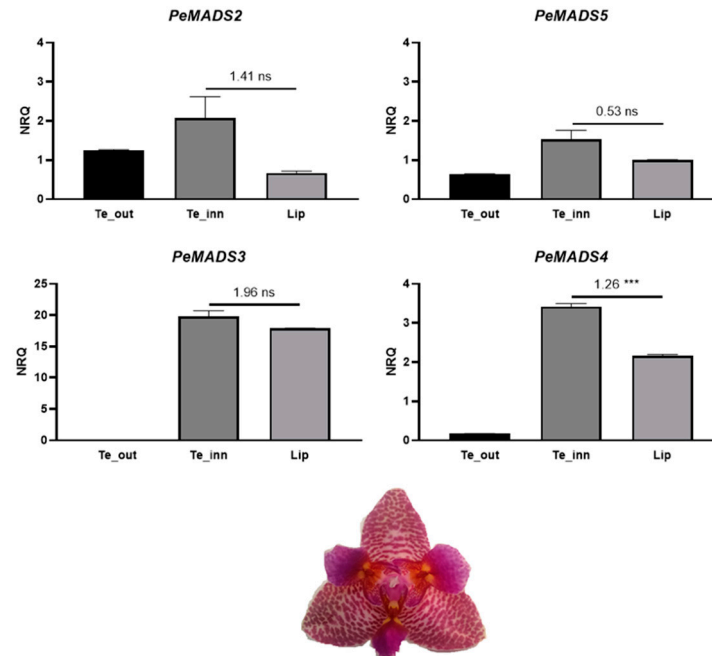 PeMADS2
4
3
2
1
0
NRQ
1.41 ns
Te_out Te_inn Lip
PeMADS5
4
3
2
1
0
NRQ
0.53 ns
Te_out Te_inn Lip
PeMADS3
25
20
15
10
5
0
NRQ
1.96 ns
Te_out Te_inn Lip
PeMADS4
4
3
2
1
0
NRQ
1.26 ***
Te_out Te_inn Lip